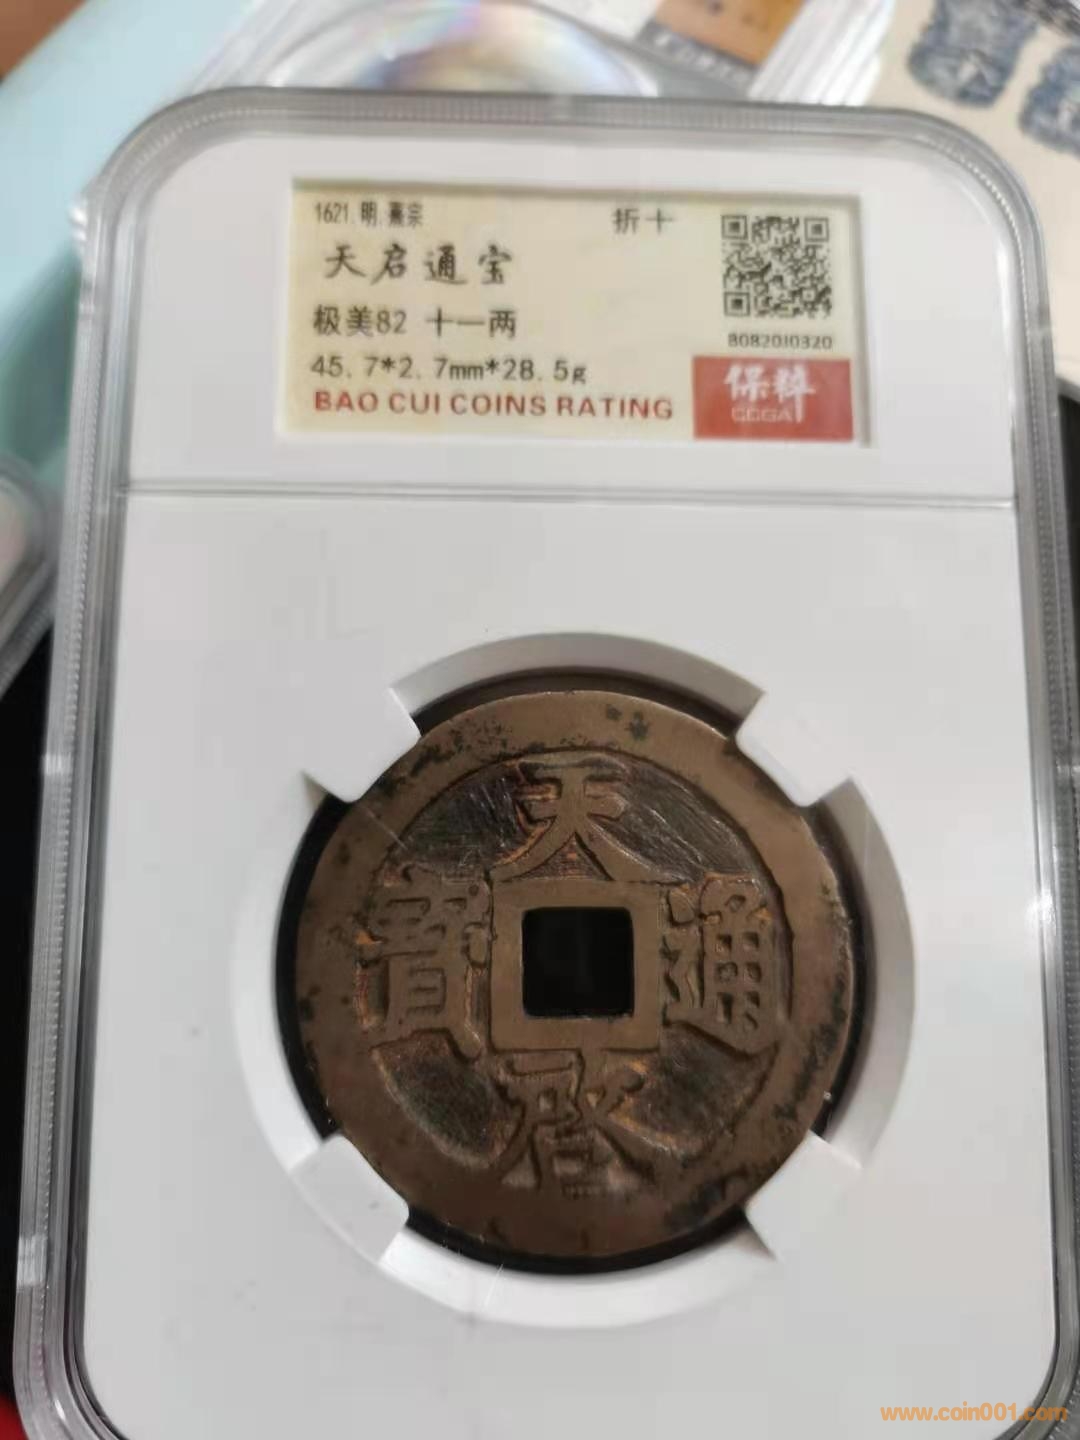 1621.明.熹宗
折十
天启通宝
极美82 十一两
45.7*2.7mm*28.5g
BAO CUI COINS RATING
8082010320
保粹
CCGA
天啓通寶
www.coin001.com